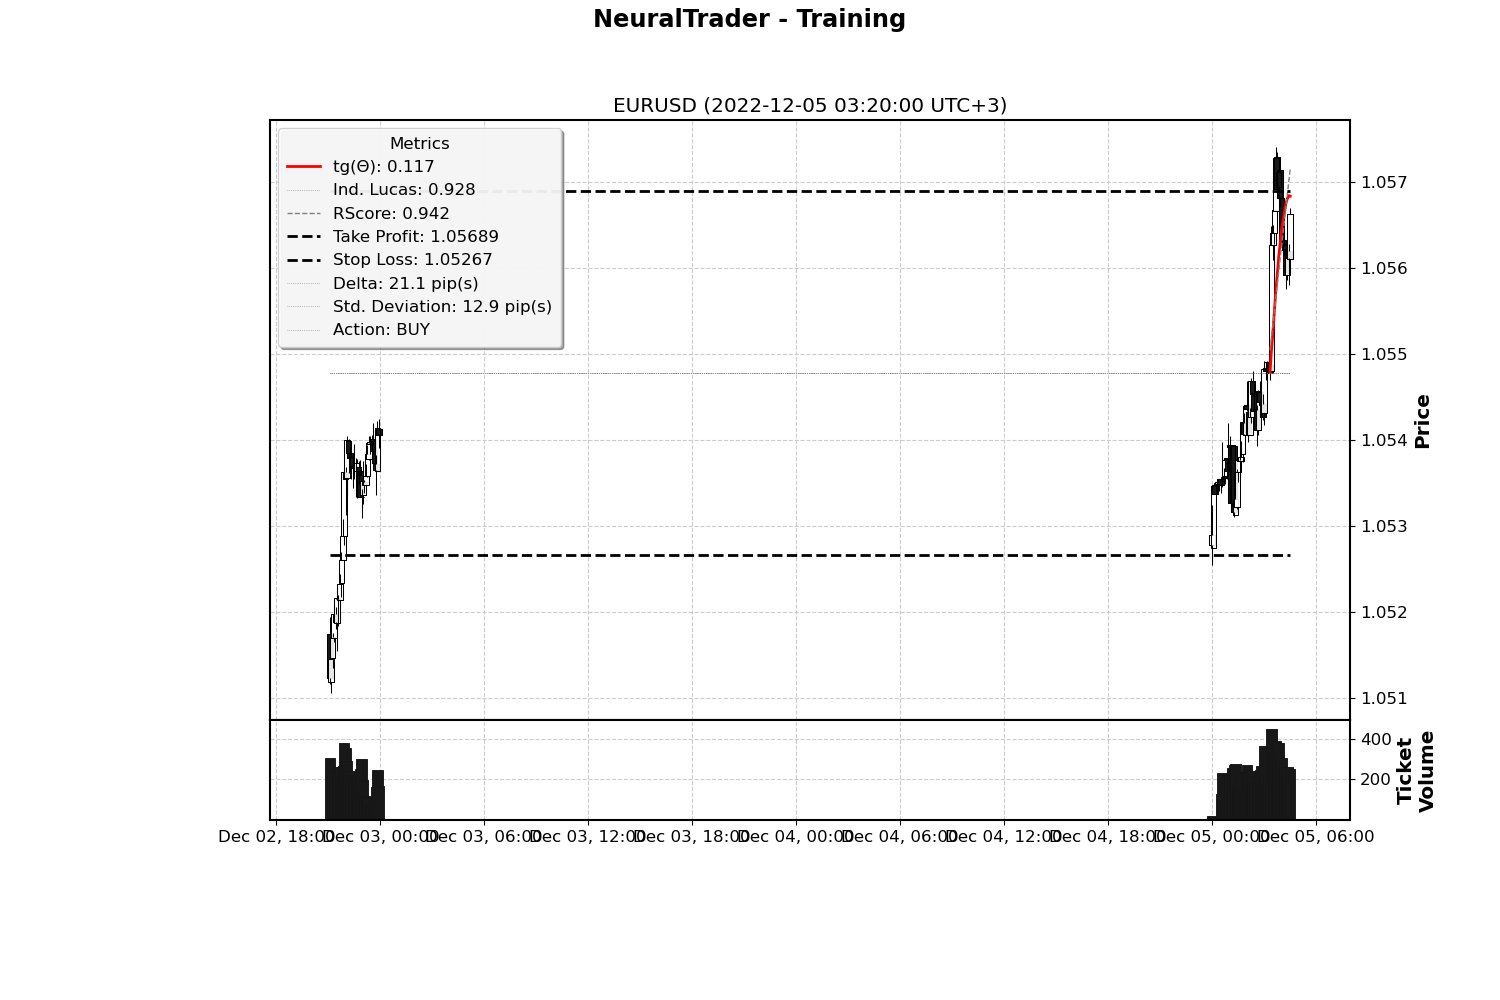 NeuralTrader - Training
EURUSD (2022-12-05 03:20:00 UTC+3)
Metrics
tg(Θ): 0.117
Ind. Lucas: 0.928
RScore: 0.942
Take Profit: 1.05689
Stop Loss: 1.05267
Delta: 21.1 pip(s)
Std. Deviation: 12.9 pip(s)
Action: BUY
1.057
1.056
1.055
1.054
1.053
1.052
1.051
Price
400
200
Ticket
Volume
Dec 02, 18:00
Dec 03, 00:00
Dec 03, 06:00
Dec 03, 12:00
Dec 03, 18:00
Dec 04, 00:00
Dec 04, 06:00
Dec 04, 12:00
Dec 04, 18:00
Dec 05, 00:00
Dec 05, 06:00